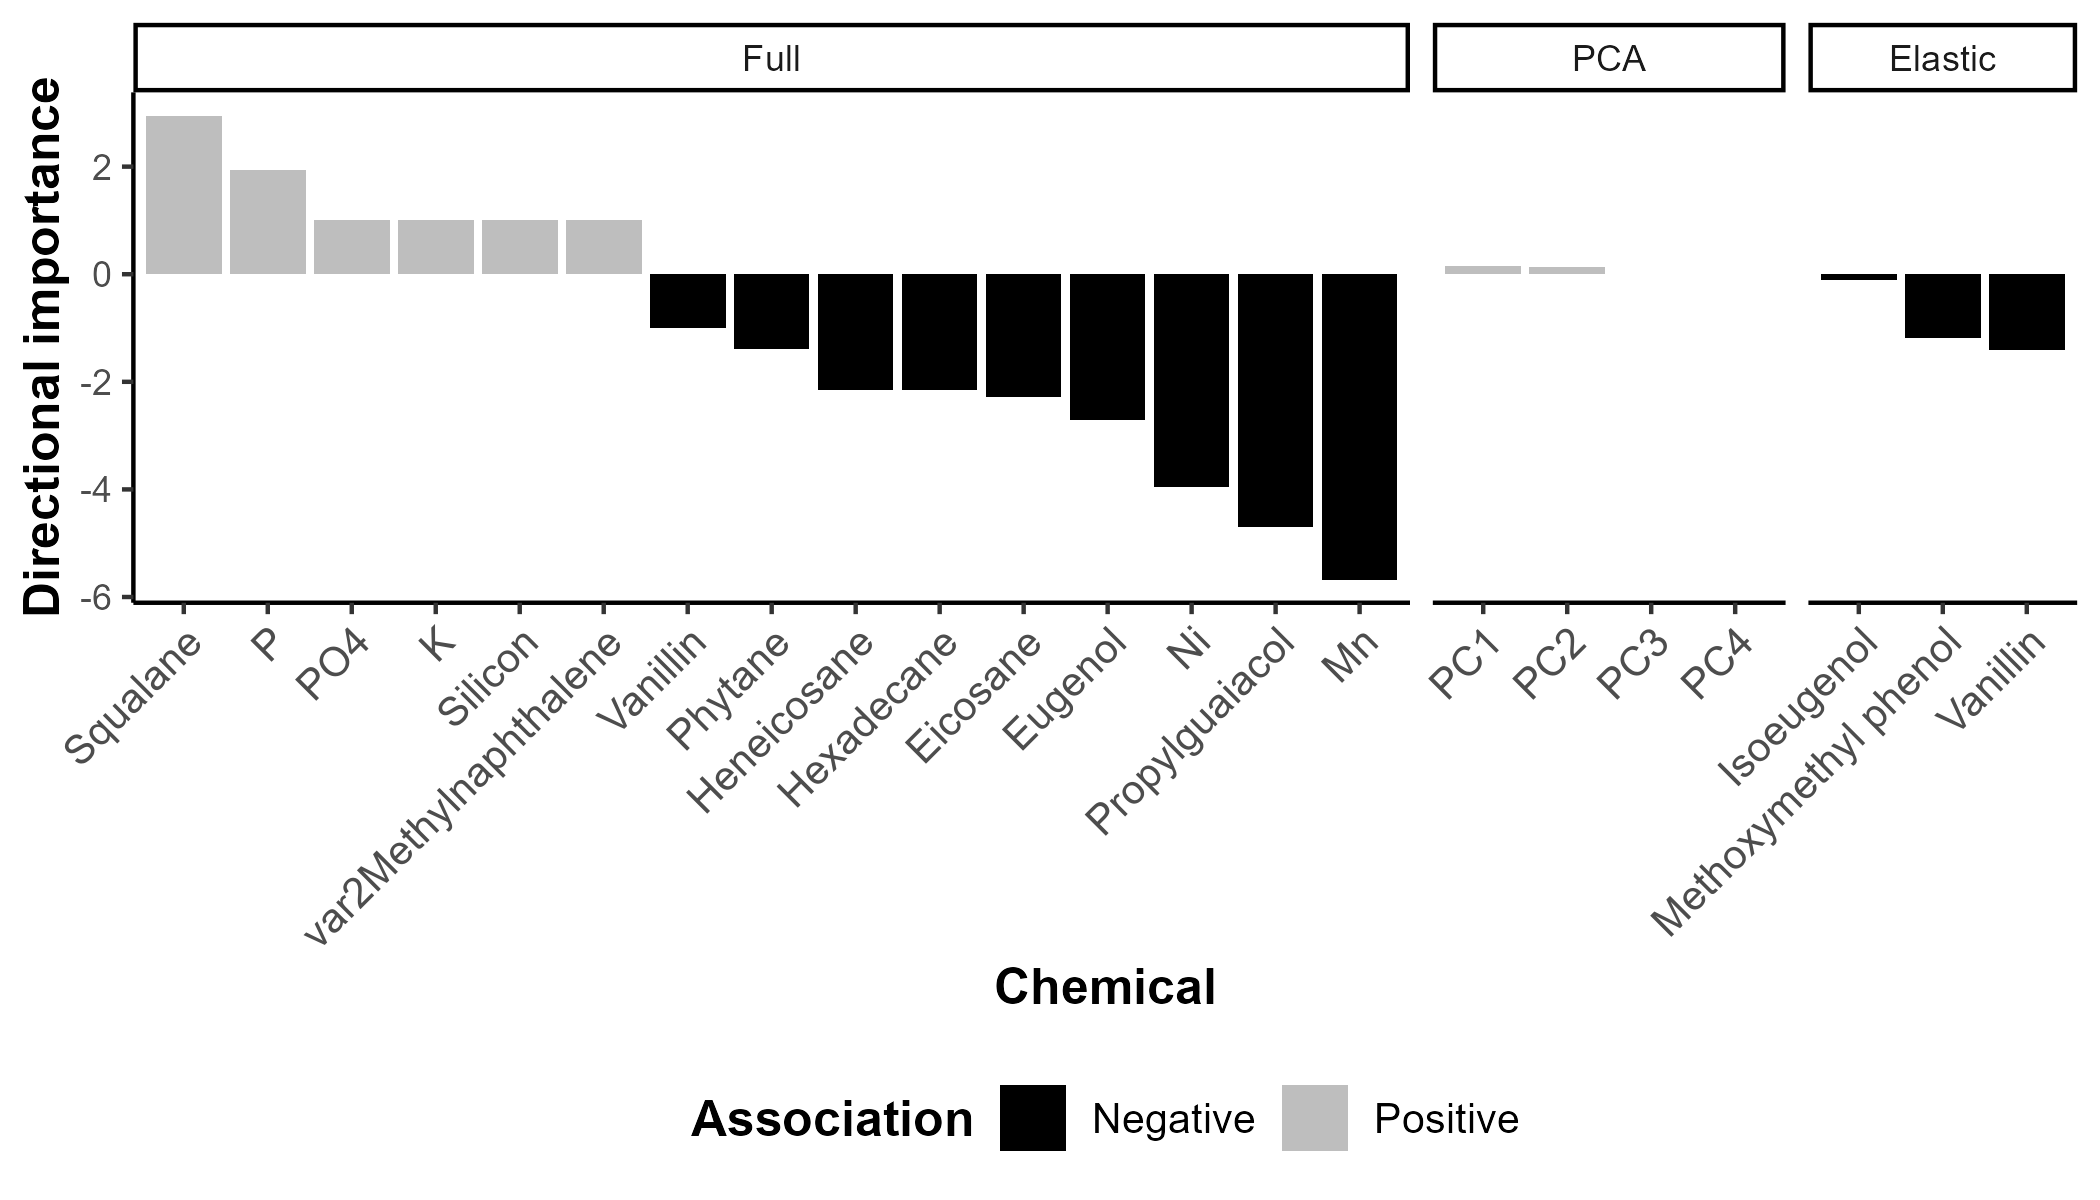 Full
PCA
Elastic
Directional importance
2
0
-2
-4
-6
Squalane
P
PO4
K
Silicon
var2Methylnaphthalene
Vanillin
Phytane
Heneicosane
Hexadecane
Eicosane
Eugenol
Ni
Propylguaiacol
Mn
PC1
PC2
PC3
PC4
Isoeugenol
Methoxymethyl phenol
Vanillin
Chemical
Association Negative Positive